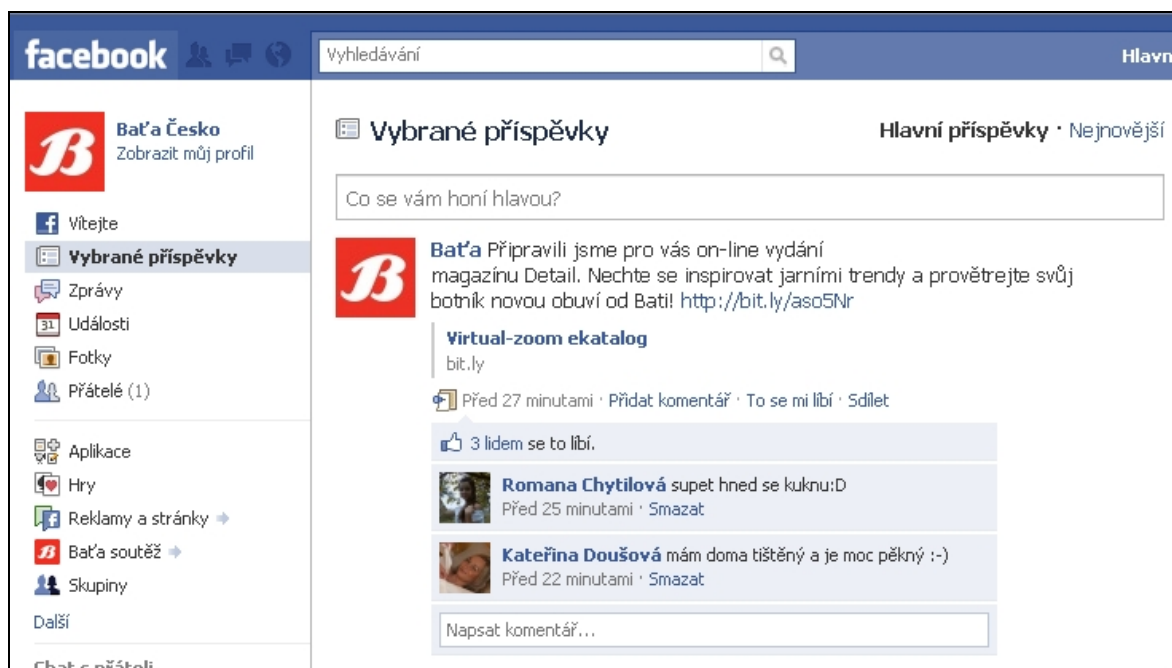 facebook
Vyhledávání
Hlavn
Baťa Česko
Zobrazit můj profil
Vítejte
Vybrané příspěvky
Zprávy
31 Události
Fotky
Přátelé (1)
Aplikace
Hry
Reklamy a stránky
Baťa soutěž
Skupiny
Další
Chat s přáteli
Vybrané příspěvky
Hlavní příspěvky · Nejnovější
Co se vám honí hlavou?
B
Baťa Připravili jsme pro vás on-line vydání
magazínu Detail. Nechte se inspirovat jarními trendy a provětrejte svůj
botník novou obuví od Bati! http://bit.ly/aso5Nr
Virtual-zoom ekatalog
bit.ly
Před 27 minutami · Přidat komentář · To se mi líbí · Sdílet
3 lidem se to líbí.
Romana Chytilová supet hned se kuknu:D
Před 25 minutami · Smazat
Kateřina Doušová mám doma tištěný a je moc pěkný :-)
Před 22 minutami · Smazat
Napsat komentář...